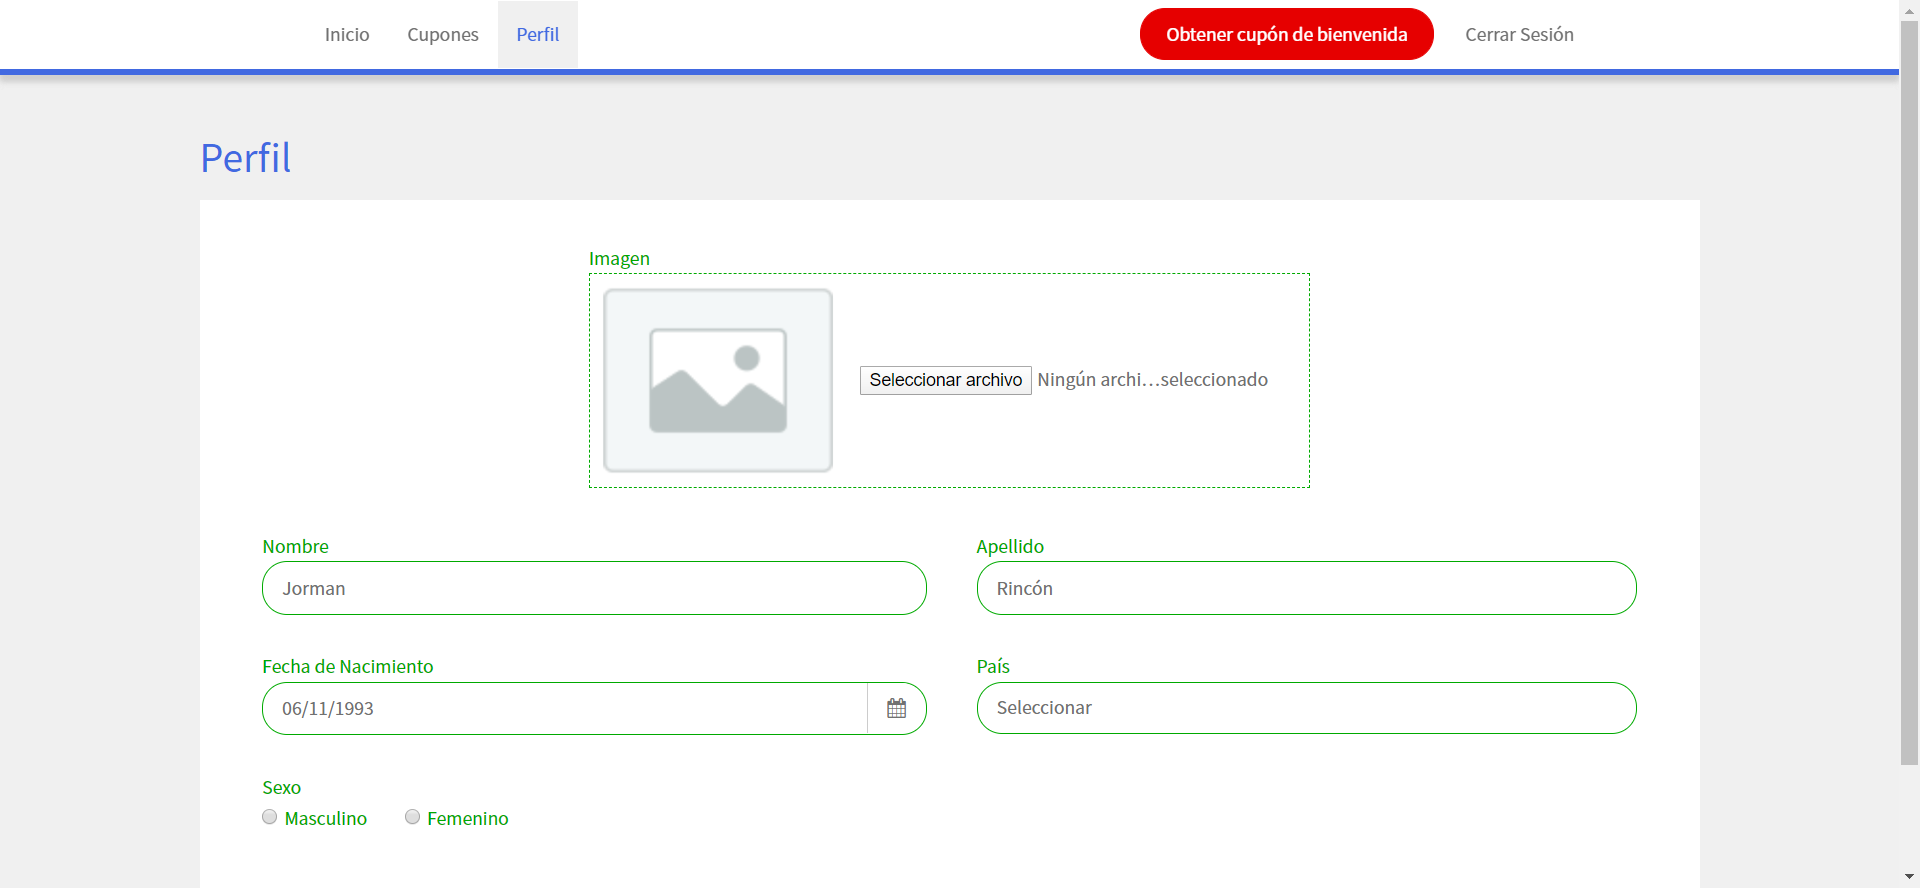 Inicio Cupones Perfil Obtener cupón de bienvenida Cerrar Sesión
Perfil
Imagen
Seleccionar archivo Ningún archi…seleccionado
Nombre Apellido
Jorman Rincón
Fecha de Nacimiento País
06/11/1993 Seleccionar
Sexo
Masculino Femenino